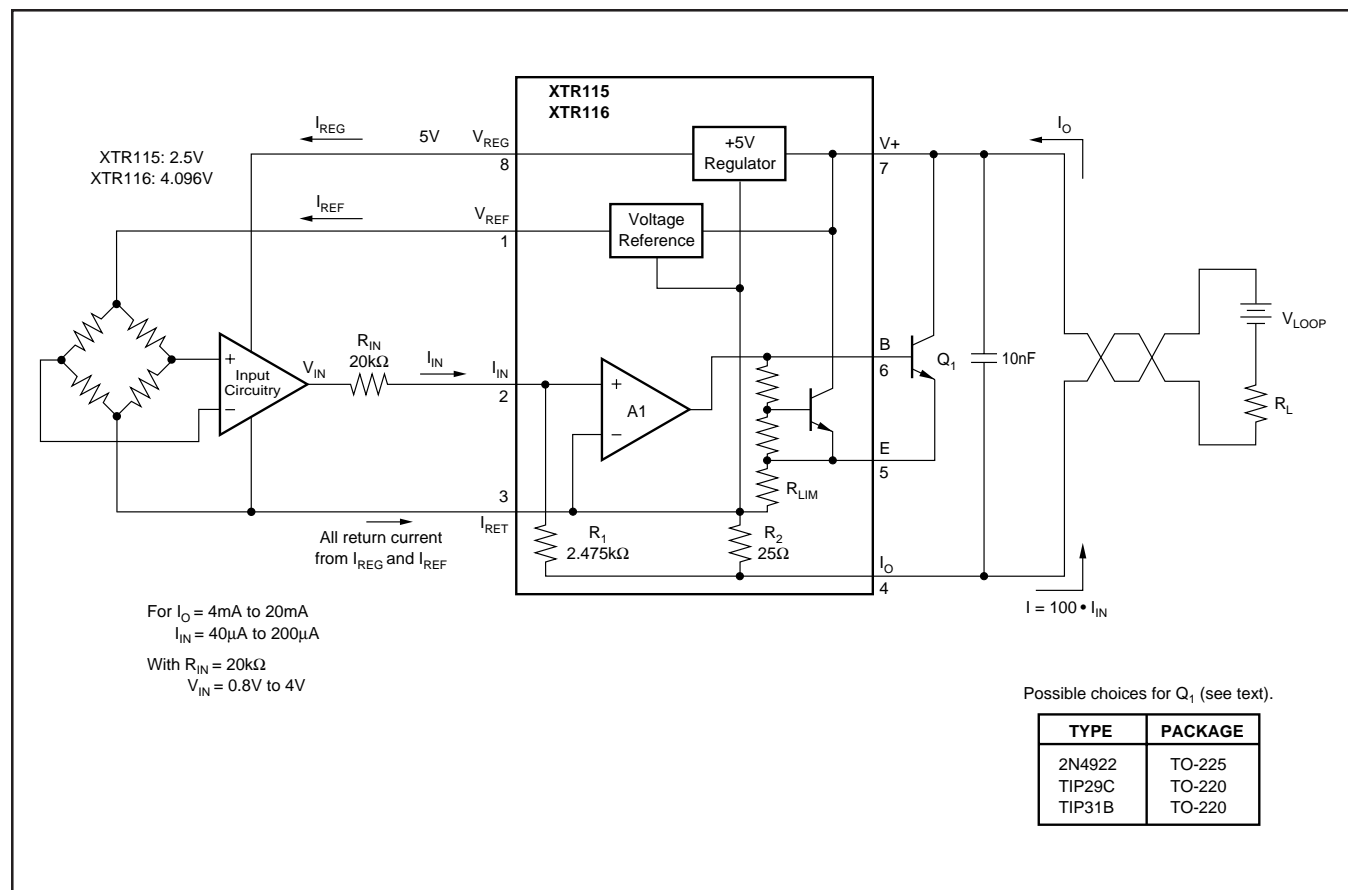 XTR115
XTR116
I_REG
5V
V_REG
8
+5V
Regulator
V+
7
I_O
XTR115: 2.5V
XTR116: 4.096V
I_REF
V_REF
1
Voltage
Reference
V_LOOP
R_IN
20kΩ
I_IN
I_IN
2
V_IN
+
Input
Circuitry
–
+
A1
–
B
6
Q1
10nF
R_L
E
5
R_LIM
3
I_RET
All return current
from I_REG and I_REF
R1
2.475kΩ
R2
25Ω
I_O
4
I = 100 • I_IN
For I_O = 4mA to 20mA
I_IN = 40μA to 200μA
With R_IN = 20kΩ
V_IN = 0.8V to 4V
Possible choices for Q1 (see text).
TYPE PACKAGE
2N4922 TO-225
TIP29C TO-220
TIP31B TO-220